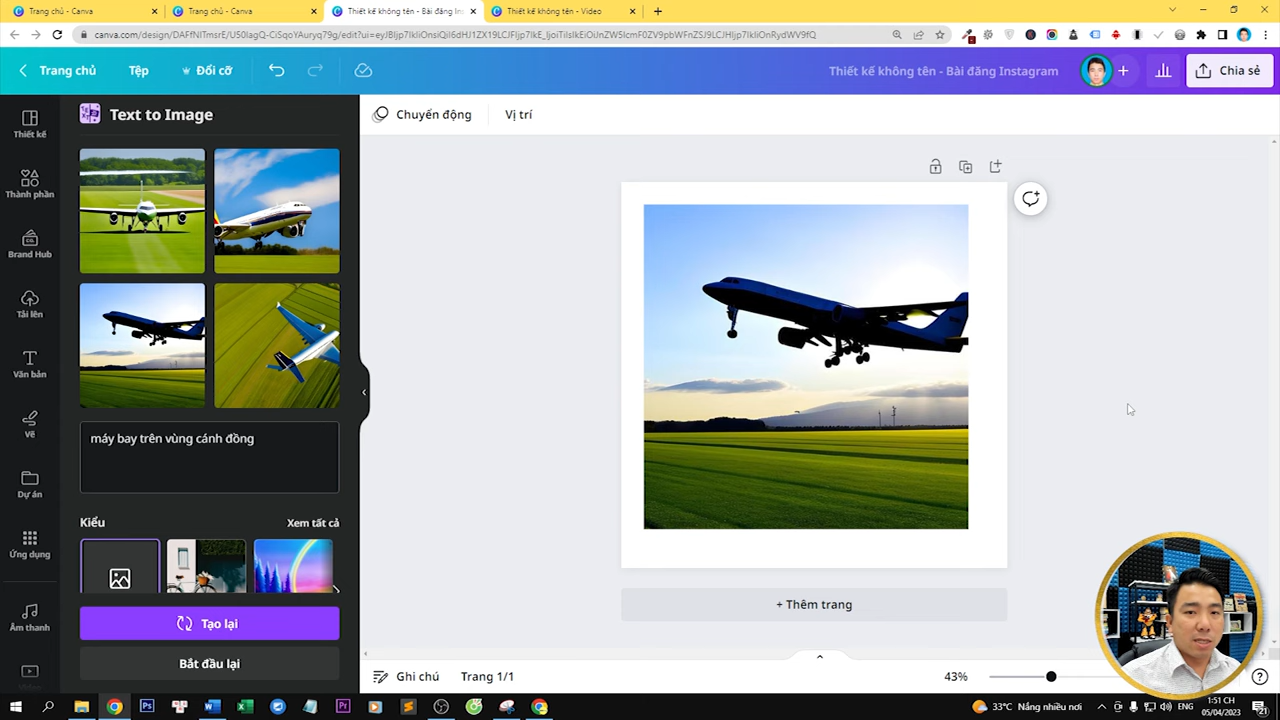 Trang chủ - Canva
Trang chủ - Canva
Thiết kế không tên - Bài đăng Ins
Thiết kế không tên - Video
Trang chủ
Tệp
Đổi cỡ
Thiết kế không tên - Bài đăng Instagram
Chia sẻ
Thiết kế
Thành phần
Brand Hub
Tải lên
Văn bản
Vẽ
Dự án
Ứng dụng
Âm thanh
Text to Image
máy bay trên vùng cánh đồng
Kiểu
Xem tất cả
Tạo lại
Bắt đầu lại
Chuyển động
Vị trí
+ Thêm trang
Ghi chú
Trang 1/1
43%
33°C Nắng nhiều nơi
ENG
1:51 CH
05/04/2023
21